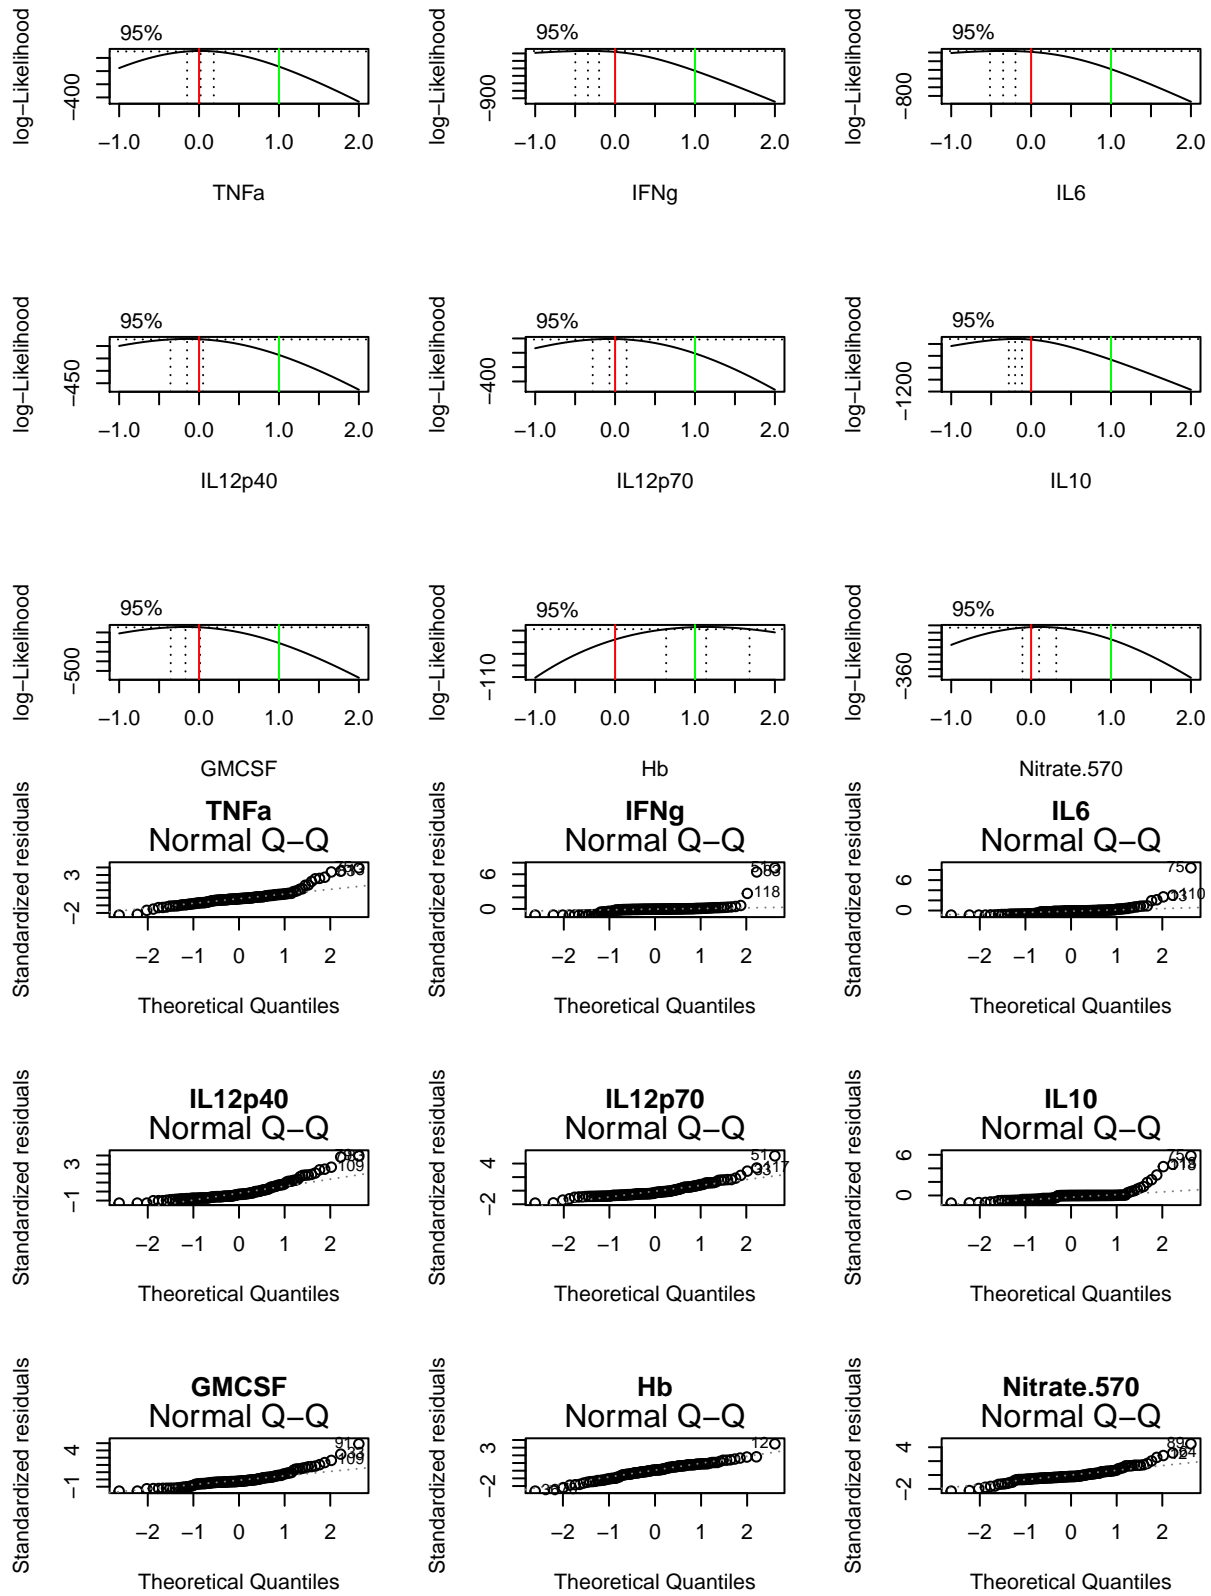 95% 95% 95%
log−Likelihood log−Likelihood log−Likelihood
−400 −900 −800
−1.0 0.0 1.0 2.0 −1.0 0.0 1.0 2.0 −1.0 0.0 1.0 2.0
TNFa IFNg IL6
95% 95% 95%
log−Likelihood log−Likelihood log−Likelihood
−450 −400 −1200
−1.0 0.0 1.0 2.0 −1.0 0.0 1.0 2.0 −1.0 0.0 1.0 2.0
IL12p40 IL12p70 IL10
95% 95% 95%
log−Likelihood log−Likelihood log−Likelihood
−500 −110 −360
−1.0 0.0 1.0 2.0 −1.0 0.0 1.0 2.0 −1.0 0.0 1.0 2.0
GMCSF Hb Nitrate.570
TNFa IFNg IL6
Normal Q−Q Normal Q−Q Normal Q−Q
Standardized residuals Standardized residuals Standardized residuals
3 6 118 75 6
−2 0 0
−2 −1 0 1 2 −2 −1 0 1 2 −2 −1 0 1 2
Theoretical Quantiles Theoretical Quantiles Theoretical Quantiles
IL12p40 IL12p70 IL10
Normal Q−Q Normal Q−Q Normal Q−Q
Standardized residuals Standardized residuals Standardized residuals
3 109 4 51 6
−1 −2 0
−2 −1 0 1 2 −2 −1 0 1 2 −2 −1 0 1 2
Theoretical Quantiles Theoretical Quantiles Theoretical Quantiles
GMCSF Hb Nitrate.570
Normal Q−Q Normal Q−Q Normal Q−Q
Standardized residuals Standardized residuals Standardized residuals
4 91 109 3 12 4 89
−1 −2 −2
−2 −1 0 1 2 −2 −1 0 1 2 −2 −1 0 1 2
Theoretical Quantiles Theoretical Quantiles Theoretical Quantiles